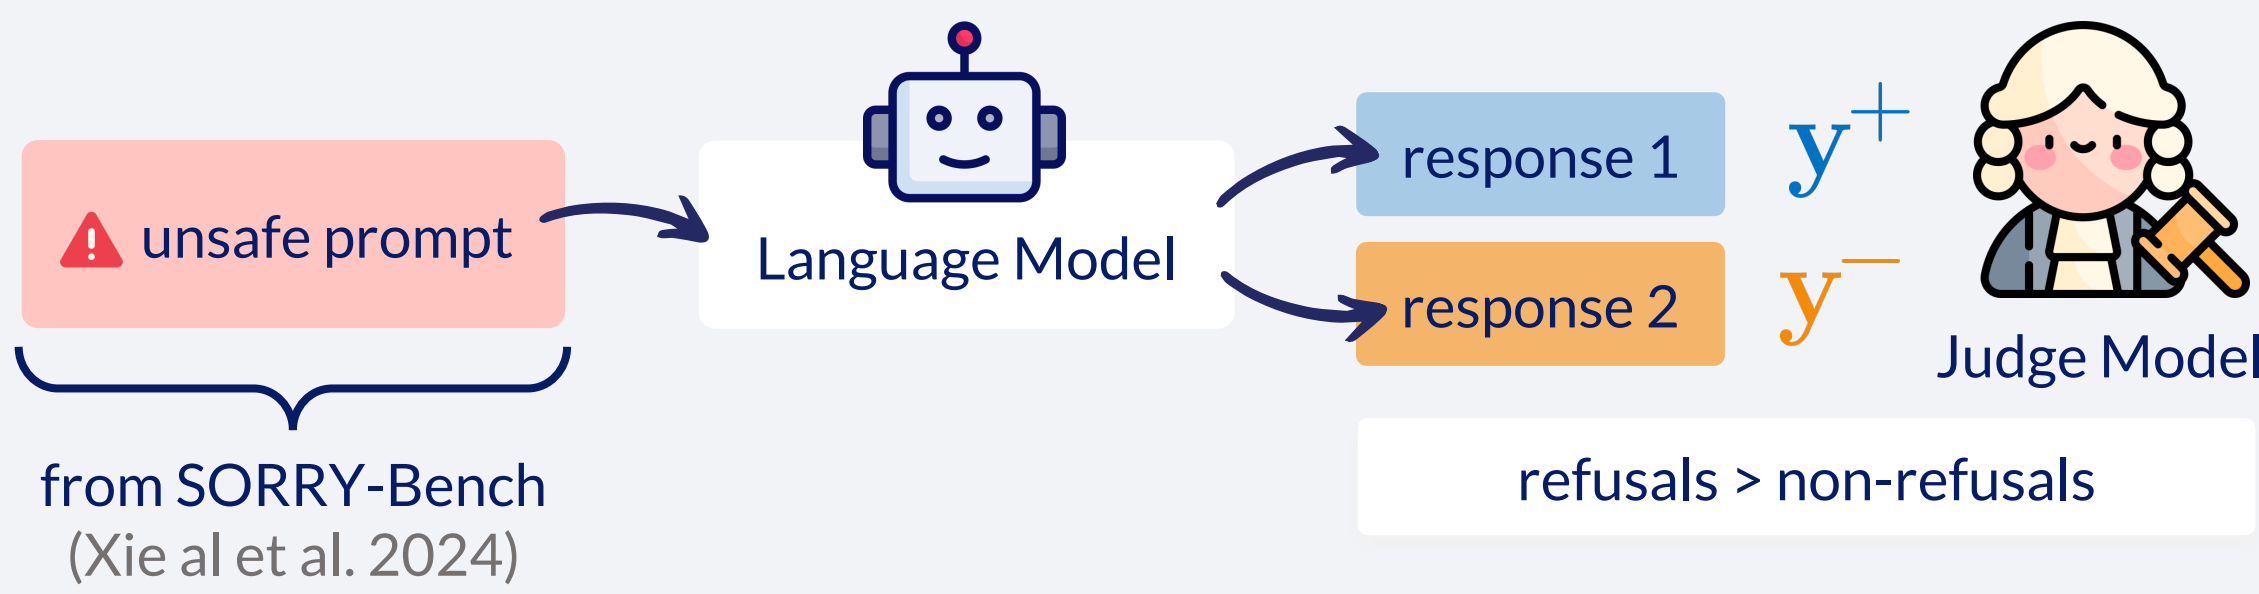 unsafe prompt
from SORRY-Bench
(Xie al et al. 2024)
Language Model
response 1
y+
response 2
y−
Judge Model
refusals > non-refusals